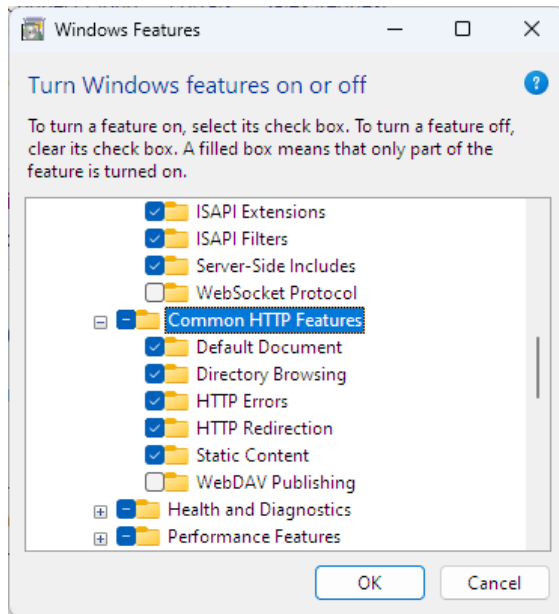 Windows Features
Turn Windows features on or off
?
To turn a feature on, select its check box. To turn a feature off,
clear its check box. A filled box means that only part of the
feature is turned on.
ISAPI Extensions
ISAPI Filters
Server-Side Includes
WebSocket Protocol
Common HTTP Features
Default Document
Directory Browsing
HTTP Errors
HTTP Redirection
Static Content
WebDAV Publishing
Health and Diagnostics
Performance Features
OK Cancel